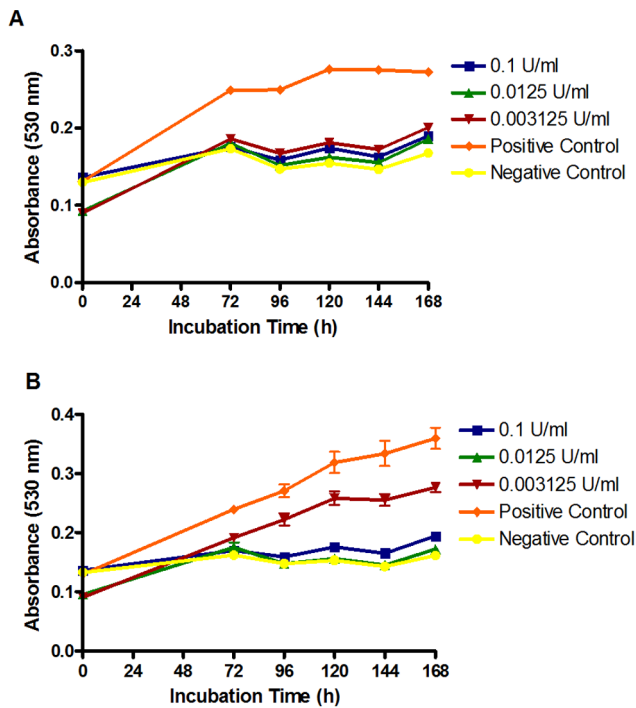 A
0.3
0.2
0.1
0.0
Absorbance (530 nm)
0 24 48 72 96 120 144 168
Incubation Time (h)
0.1 U/ml
0.0125 U/ml
0.003125 U/ml
Positive Control
Negative Control
B
0.4
0.3
0.2
0.1
0.0
Absorbance (530 nm)
0 24 48 72 96 120 144 168
Incubation Time (h)
0.1 U/ml
0.0125 U/ml
0.003125 U/ml
Positive Control
Negative Control